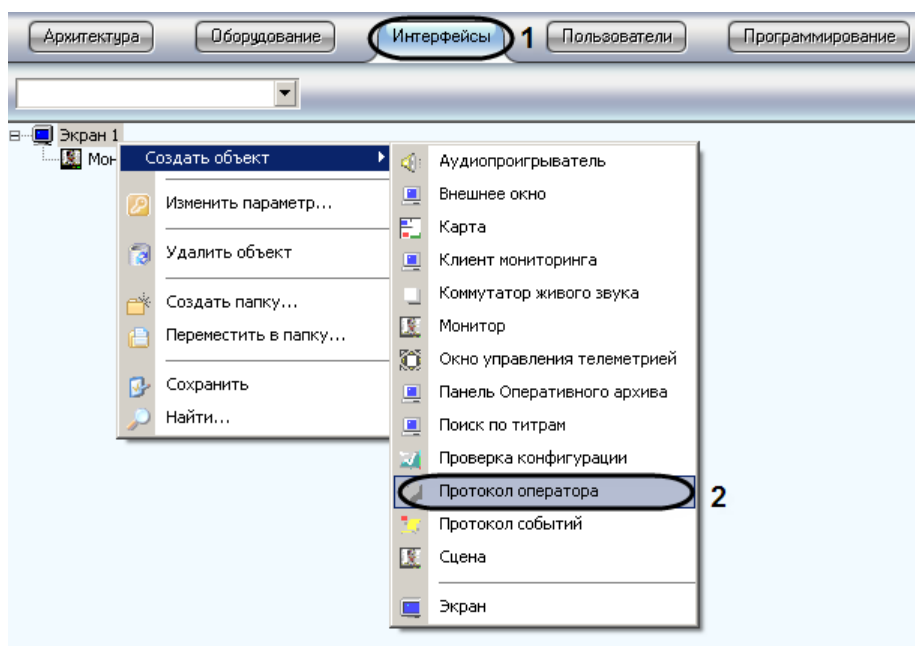 Архитектура
Оборудование
Интерфейсы
1
Пользователи
Программирование
Экран 1
Мон
Создать объект
Изменить параметр...
Удалить объект
Создать папку...
Переместить в папку...
Сохранить
Найти...
Аудиопроигрыватель
Внешнее окно
Карта
Клиент мониторинга
Коммутатор живого звука
Монитор
Окно управления телеметрией
Панель Оперативного архива
Поиск по титрам
Проверка конфигурации
Протокол оператора
2
Протокол событий
Сцена
Экран